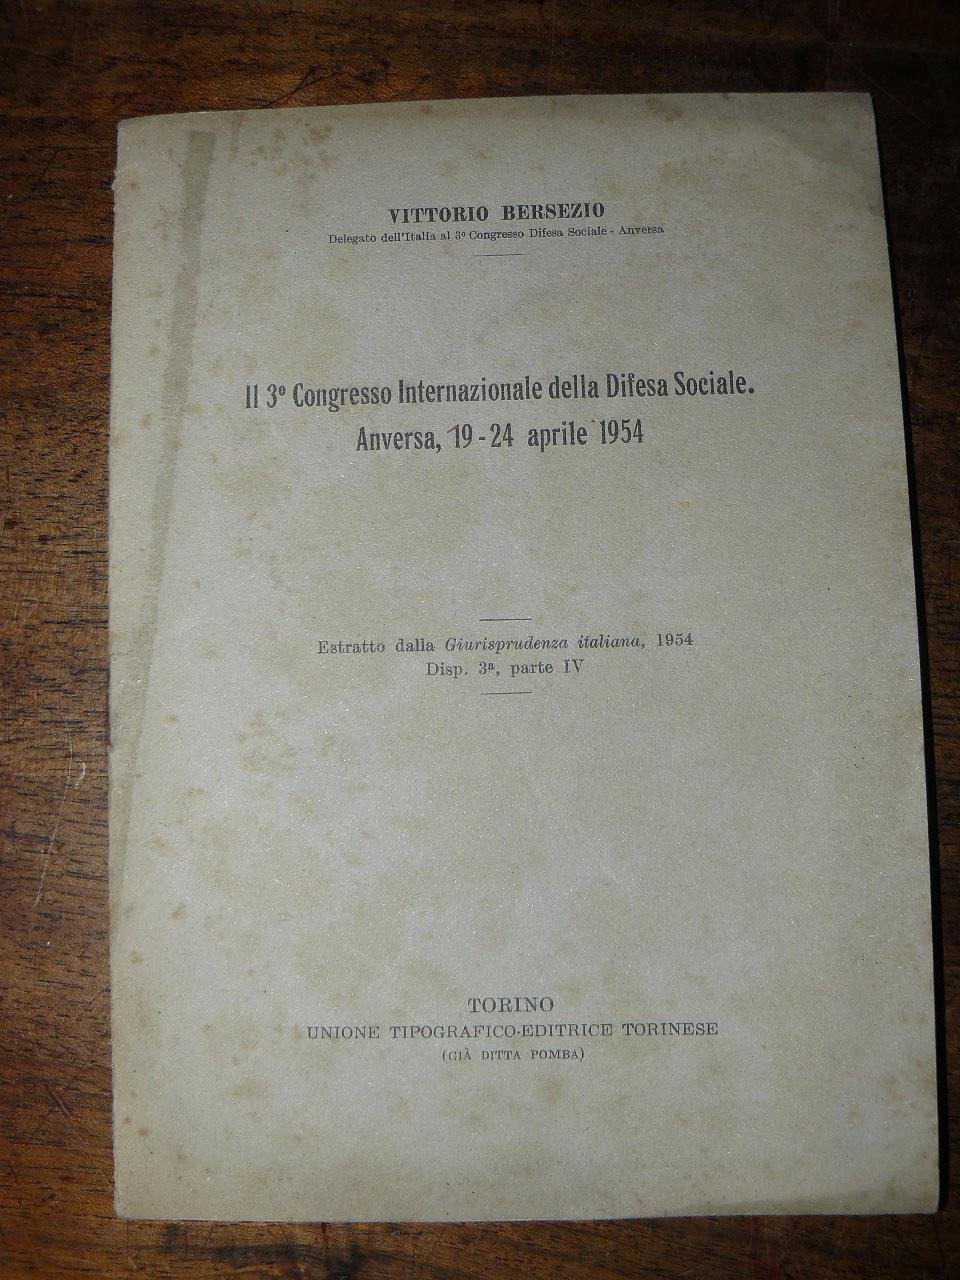 VITTORIO BERSEZIO
Delegato dell'Italia al 3º Congresso Difesa Sociale - Anversa
Il 3º Congresso Internazionale della Difesa Sociale.
Anversa, 19-24 aprile 1954
Estratto dalla Giurisprudenza italiana, 1954
Disp. 3ª, parte IV
TORINO
UNIONE TIPOGRAFICO-EDITRICE TORINESE
(GIÀ DITTA POMBA)